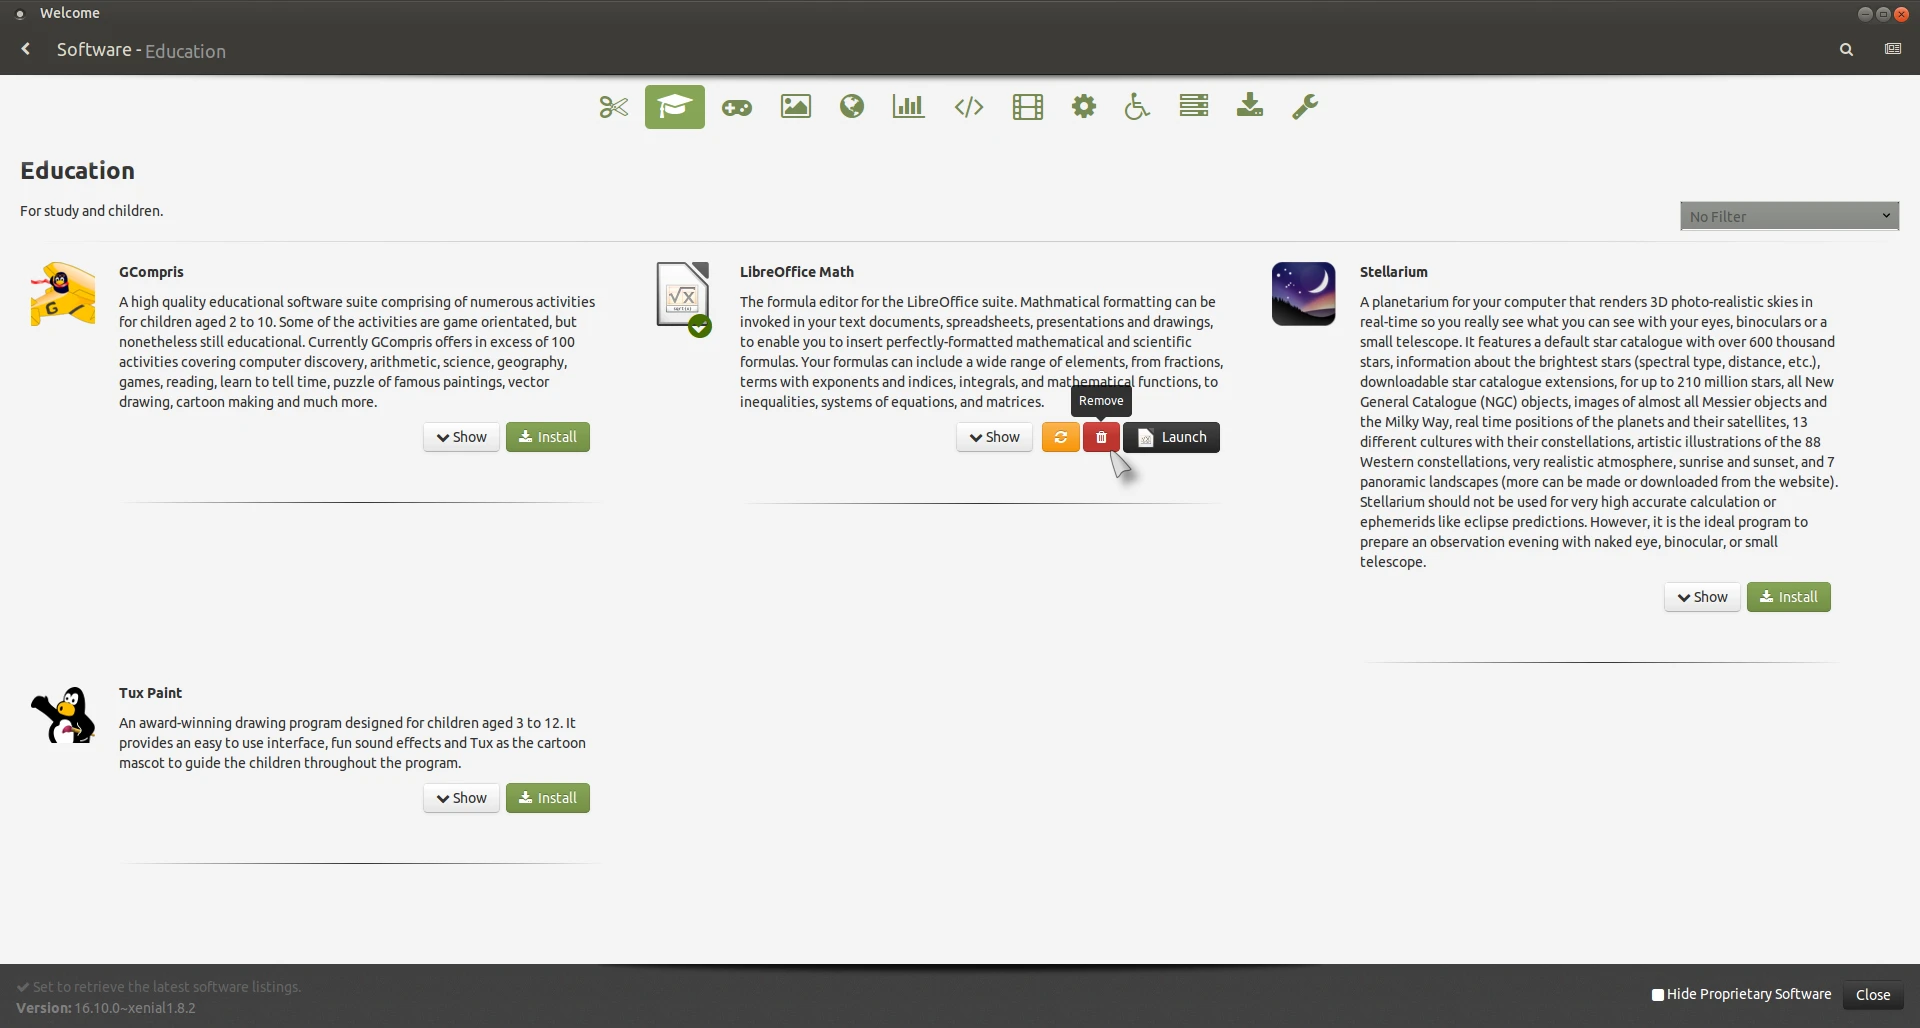 Welcome
Software - Education
Education
For study and children.
No Filter
GCompris
A high quality educational software suite comprising of numerous activities
for children aged 2 to 10. Some of the activities are game orientated, but
nonetheless still educational. Currently GCompris offers in excess of 100
activities covering computer discovery, arithmetic, science, geography,
games, reading, learn to tell time, puzzle of famous paintings, vector
drawing, cartoon making and much more.
Show Install
LibreOffice Math
The formula editor for the LibreOffice suite. Mathmatical formatting can be
invoked in your text documents, spreadsheets, presentations and drawings,
to enable you to insert perfectly-formatted mathematical and scientific
formulas. Your formulas can include a wide range of elements, from fractions,
terms with exponents and indices, integrals, and mathematical functions, to
inequalities, systems of equations, and matrices.
Remove
Show Launch
Stellarium
A planetarium for your computer that renders 3D photo-realistic skies in
real-time so you really see what you can see with your eyes, binoculars or a
small telescope. It features a default star catalogue with over 600 thousand
stars, information about the brightest stars (spectral type, distance, etc.),
downloadable star catalogue extensions, for up to 210 million stars, all New
General Catalogue (NGC) objects, images of almost all Messier objects and
the Milky Way, real time positions of the planets and their satellites, 13
different cultures with their constellations, artistic illustrations of the 88
Western constellations, very realistic atmosphere, sunrise and sunset, and 7
panoramic landscapes (more can be made or downloaded from the website).
Stellarium should not be used for very high accurate calculation or
ephemerids like eclipse predictions. However, it is the ideal program to
prepare an observation evening with naked eye, binocular, or small
telescope.
Show Install
Tux Paint
An award-winning drawing program designed for children aged 3 to 12. It
provides an easy to use interface, fun sound effects and Tux as the cartoon
mascot to guide the children throughout the program.
Show Install
Set to retrieve the latest software listings.
Version: 16.10.0~xenial1.8.2
Hide Proprietary Software
Close